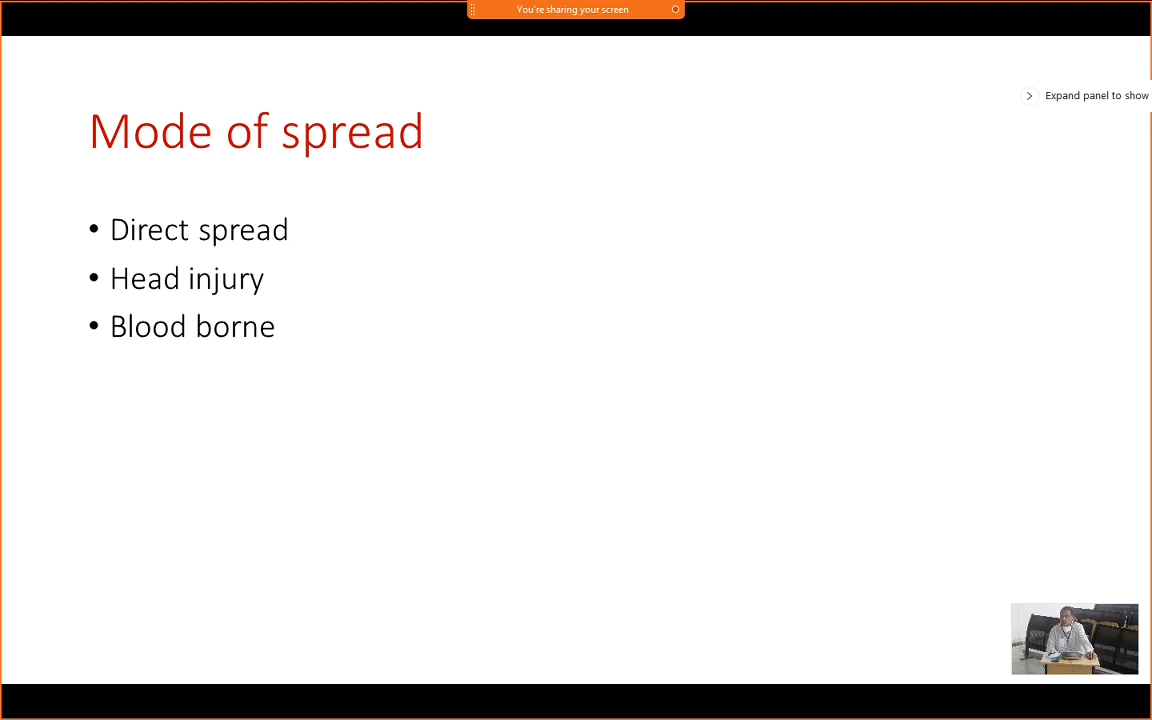 You're sharing your screen
Expand panel to show
Mode of spread
• Direct spread
• Head injury
• Blood borne